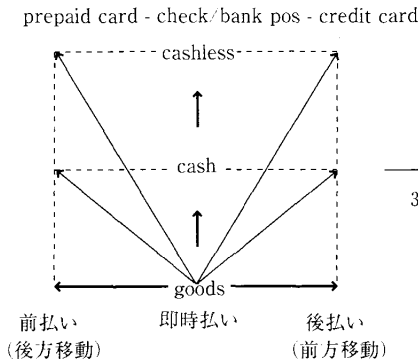 prepaid card - check/bank pos - credit card
cashless
cash
3
goods
前払い 即時払い 後払い
(後方移動) (前方移動)